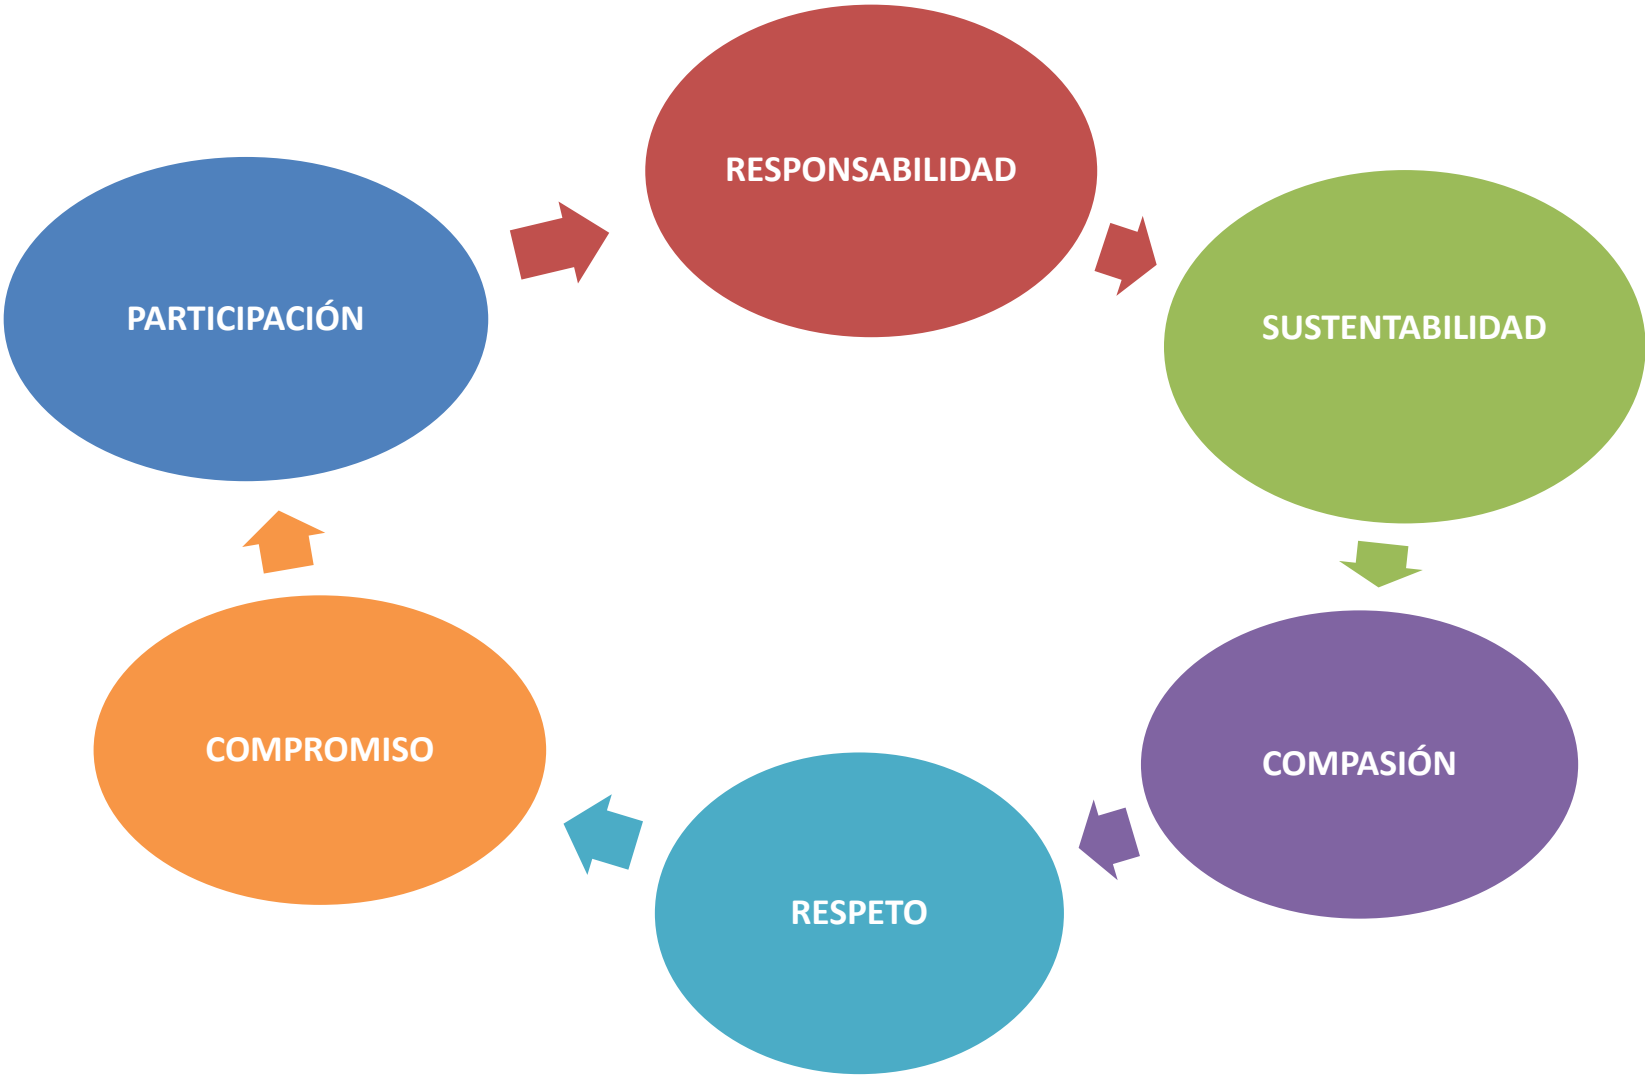 RESPONSABILIDAD
PARTICIPACIÓN
SUSTENTABILIDAD
COMPROMISO
COMPASIÓN
RESPETO